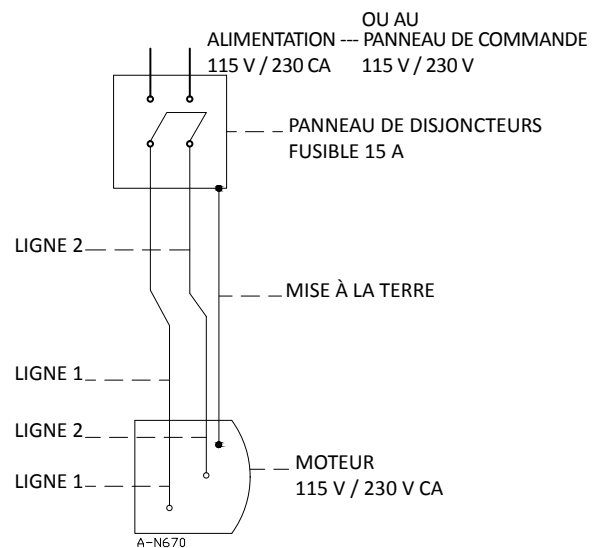 OU AU
ALIMENTATION --- PANNEAU DE COMMANDE
115 V / 230 CA 115 V / 230 V
PANNEAU DE DISJONCTEURS
FUSIBLE 15 A
LIGNE 2
MISE À LA TERRE
LIGNE 1
LIGNE 2
LIGNE 1
MOTEUR
115 V / 230 V CA
A-N670